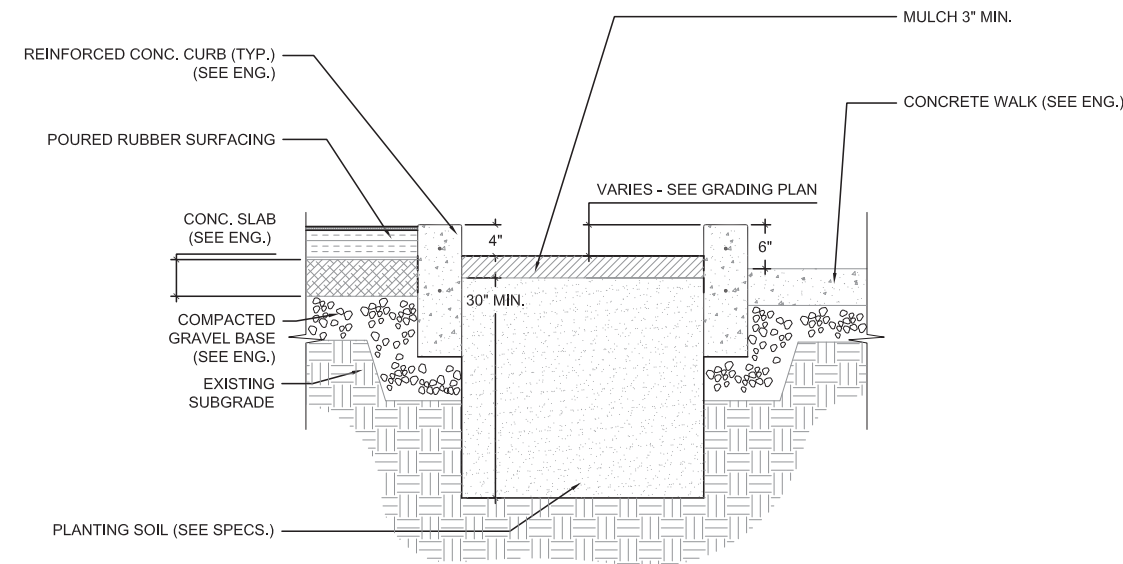 MULCH 3" MIN.
REINFORCED CONC. CURB (TYP.)
(SEE ENG.)
CONCRETE WALK (SEE ENG.)
POURED RUBBER SURFACING
VARIES - SEE GRADING PLAN
CONC. SLAB
(SEE ENG.)
4"
6"
30" MIN.
COMPACTED
GRAVEL BASE
(SEE ENG.)
EXISTING
SUBGRADE
PLANTING SOIL (SEE SPECS.)